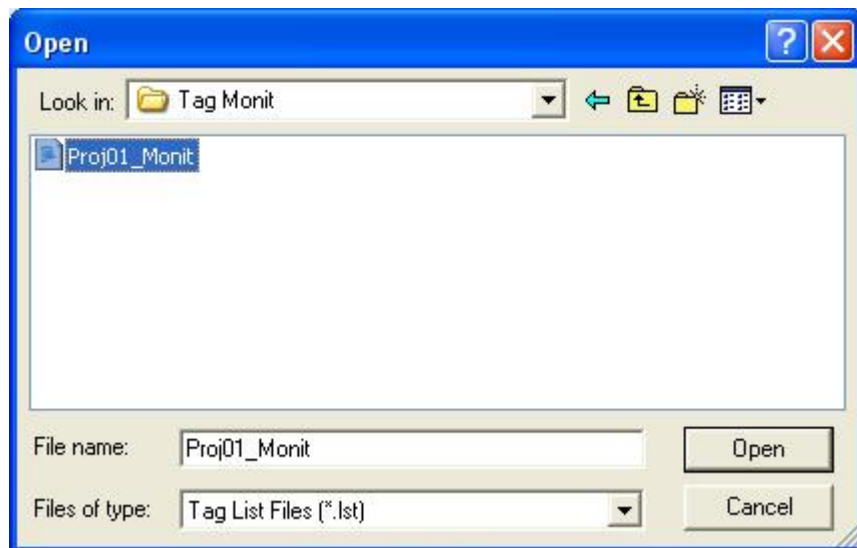 Open
Look in: Tag Monit
Proj01_Monit
File name: Proj01_Monit Open
Files of type: Tag List Files (*.lst) Cancel